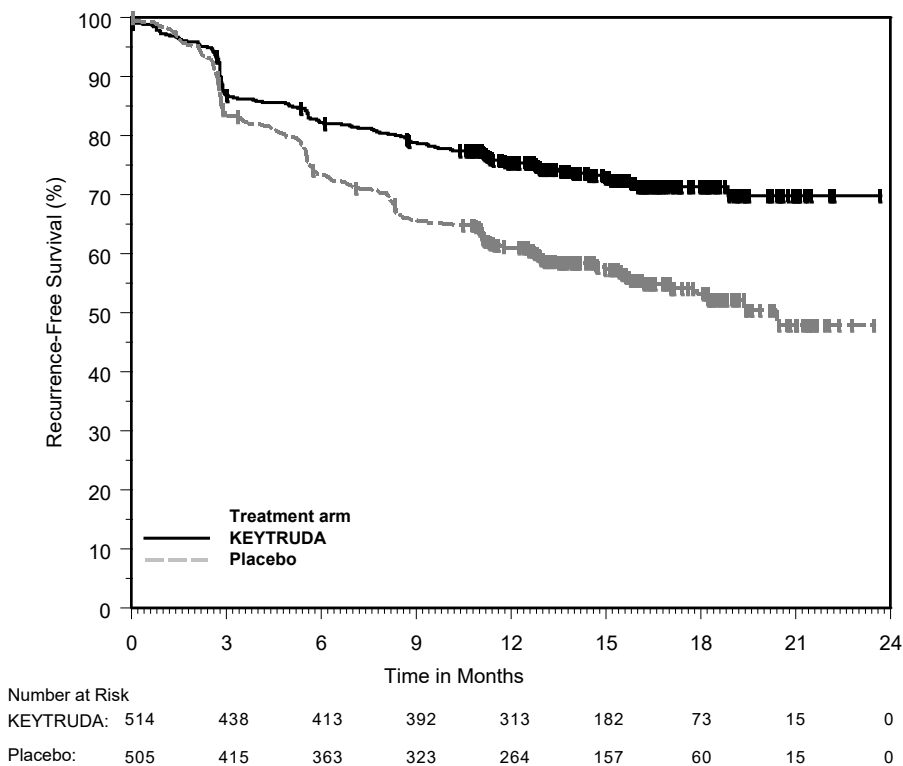 Recurrence-Free Survival (%)
100
90
80
70
60
50
40
30
20
10
0
Treatment arm
KEYTRUDA
Placebo
0 3 6 9 12 15 18 21 24
Time in Months
Number at Risk
KEYTRUDA: 514 438 413 392 313 182 73 15 0
Placebo: 505 415 363 323 264 157 60 15 0